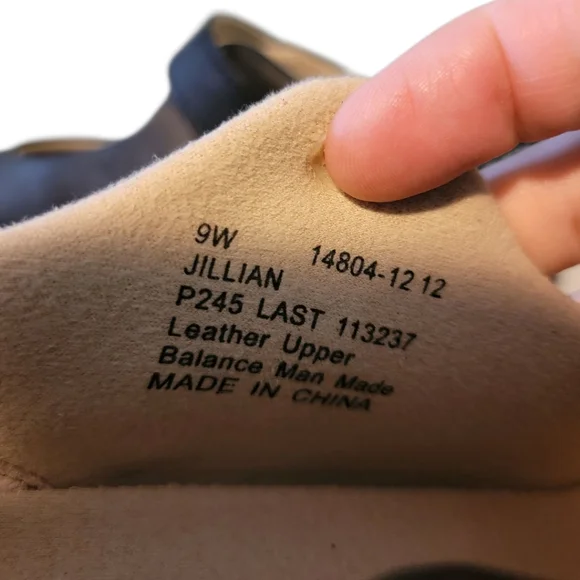 9W 14804-12 12
JILLIAN
P245 LAST 113237
Leather Upper
Balance Man Made
MADE IN CHINA